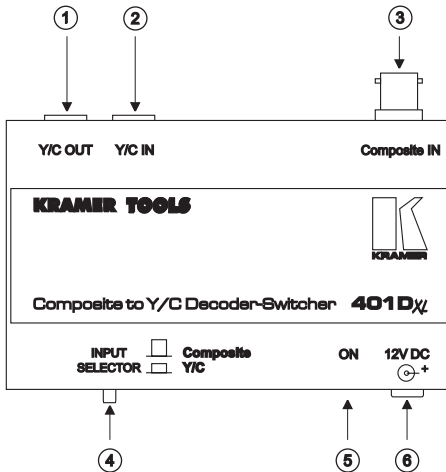 1 2 3
Y/C OUT Y/C IN Composite IN
KRAMER TOOLS
K
KRAMER
Composite to Y/C Decoder-Switcher 401DXL
INPUT SELECTOR
Composite
Y/C
ON 12V DC
+
4 5 6